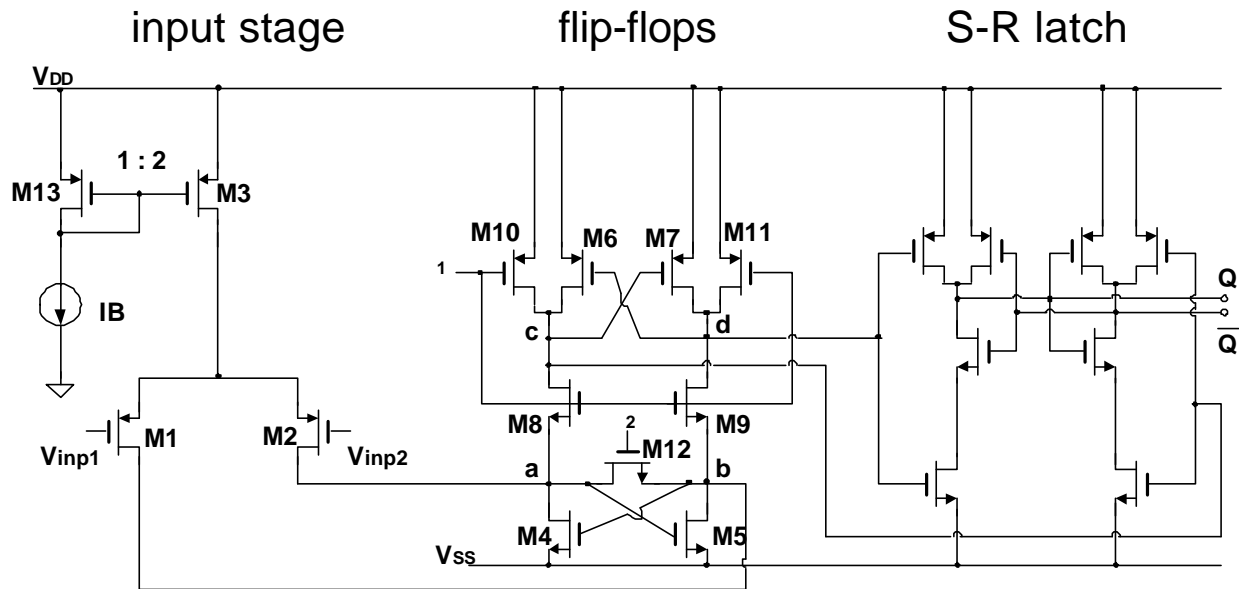 input stage
flip-flops
S-R latch
VDD
1 : 2
M13
M3
M10
M6
M7
M11
1
IB
c
d
Q
Q
M8
M9
2
M12
M1
M2
Vinp1
Vinp2
a
b
M4
M5
VSS